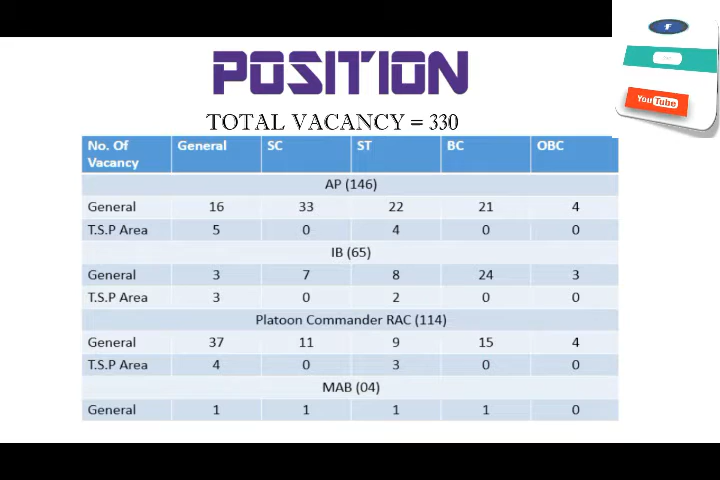 POSITION
TOTAL VACANCY = 330
No. Of Vacancy General SC ST BC OBC
AP (146)
General 16 33 22 21 4
T.S.P Area 5 0 4 0 0
IB (65)
General 3 7 8 24 3
T.S.P Area 3 0 2 0 0
Platoon Commander RAC (114)
General 37 11 9 15 4
T.S.P Area 4 0 3 0 0
MAB (04)
General 1 1 1 1 0
YouTube